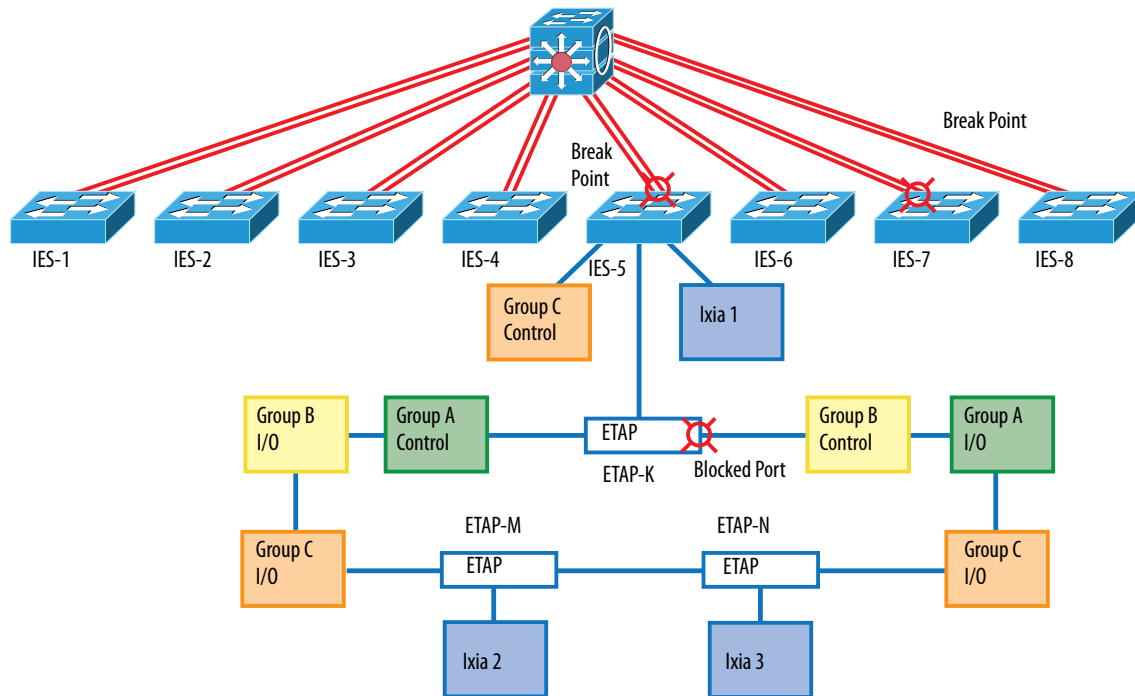 Break Point
Break
Point
IES-1
IES-2
IES-3
IES-4
IES-5
IES-6
IES-7
IES-8
Group C
Control
Ixia 1
Group B
I/O
Group A
Control
ETAP
ETAP-K
Blocked Port
Group B
Control
Group A
I/O
ETAP-M
ETAP-N
Group C
I/O
ETAP
ETAP
Group C
I/O
Ixia 2
Ixia 3